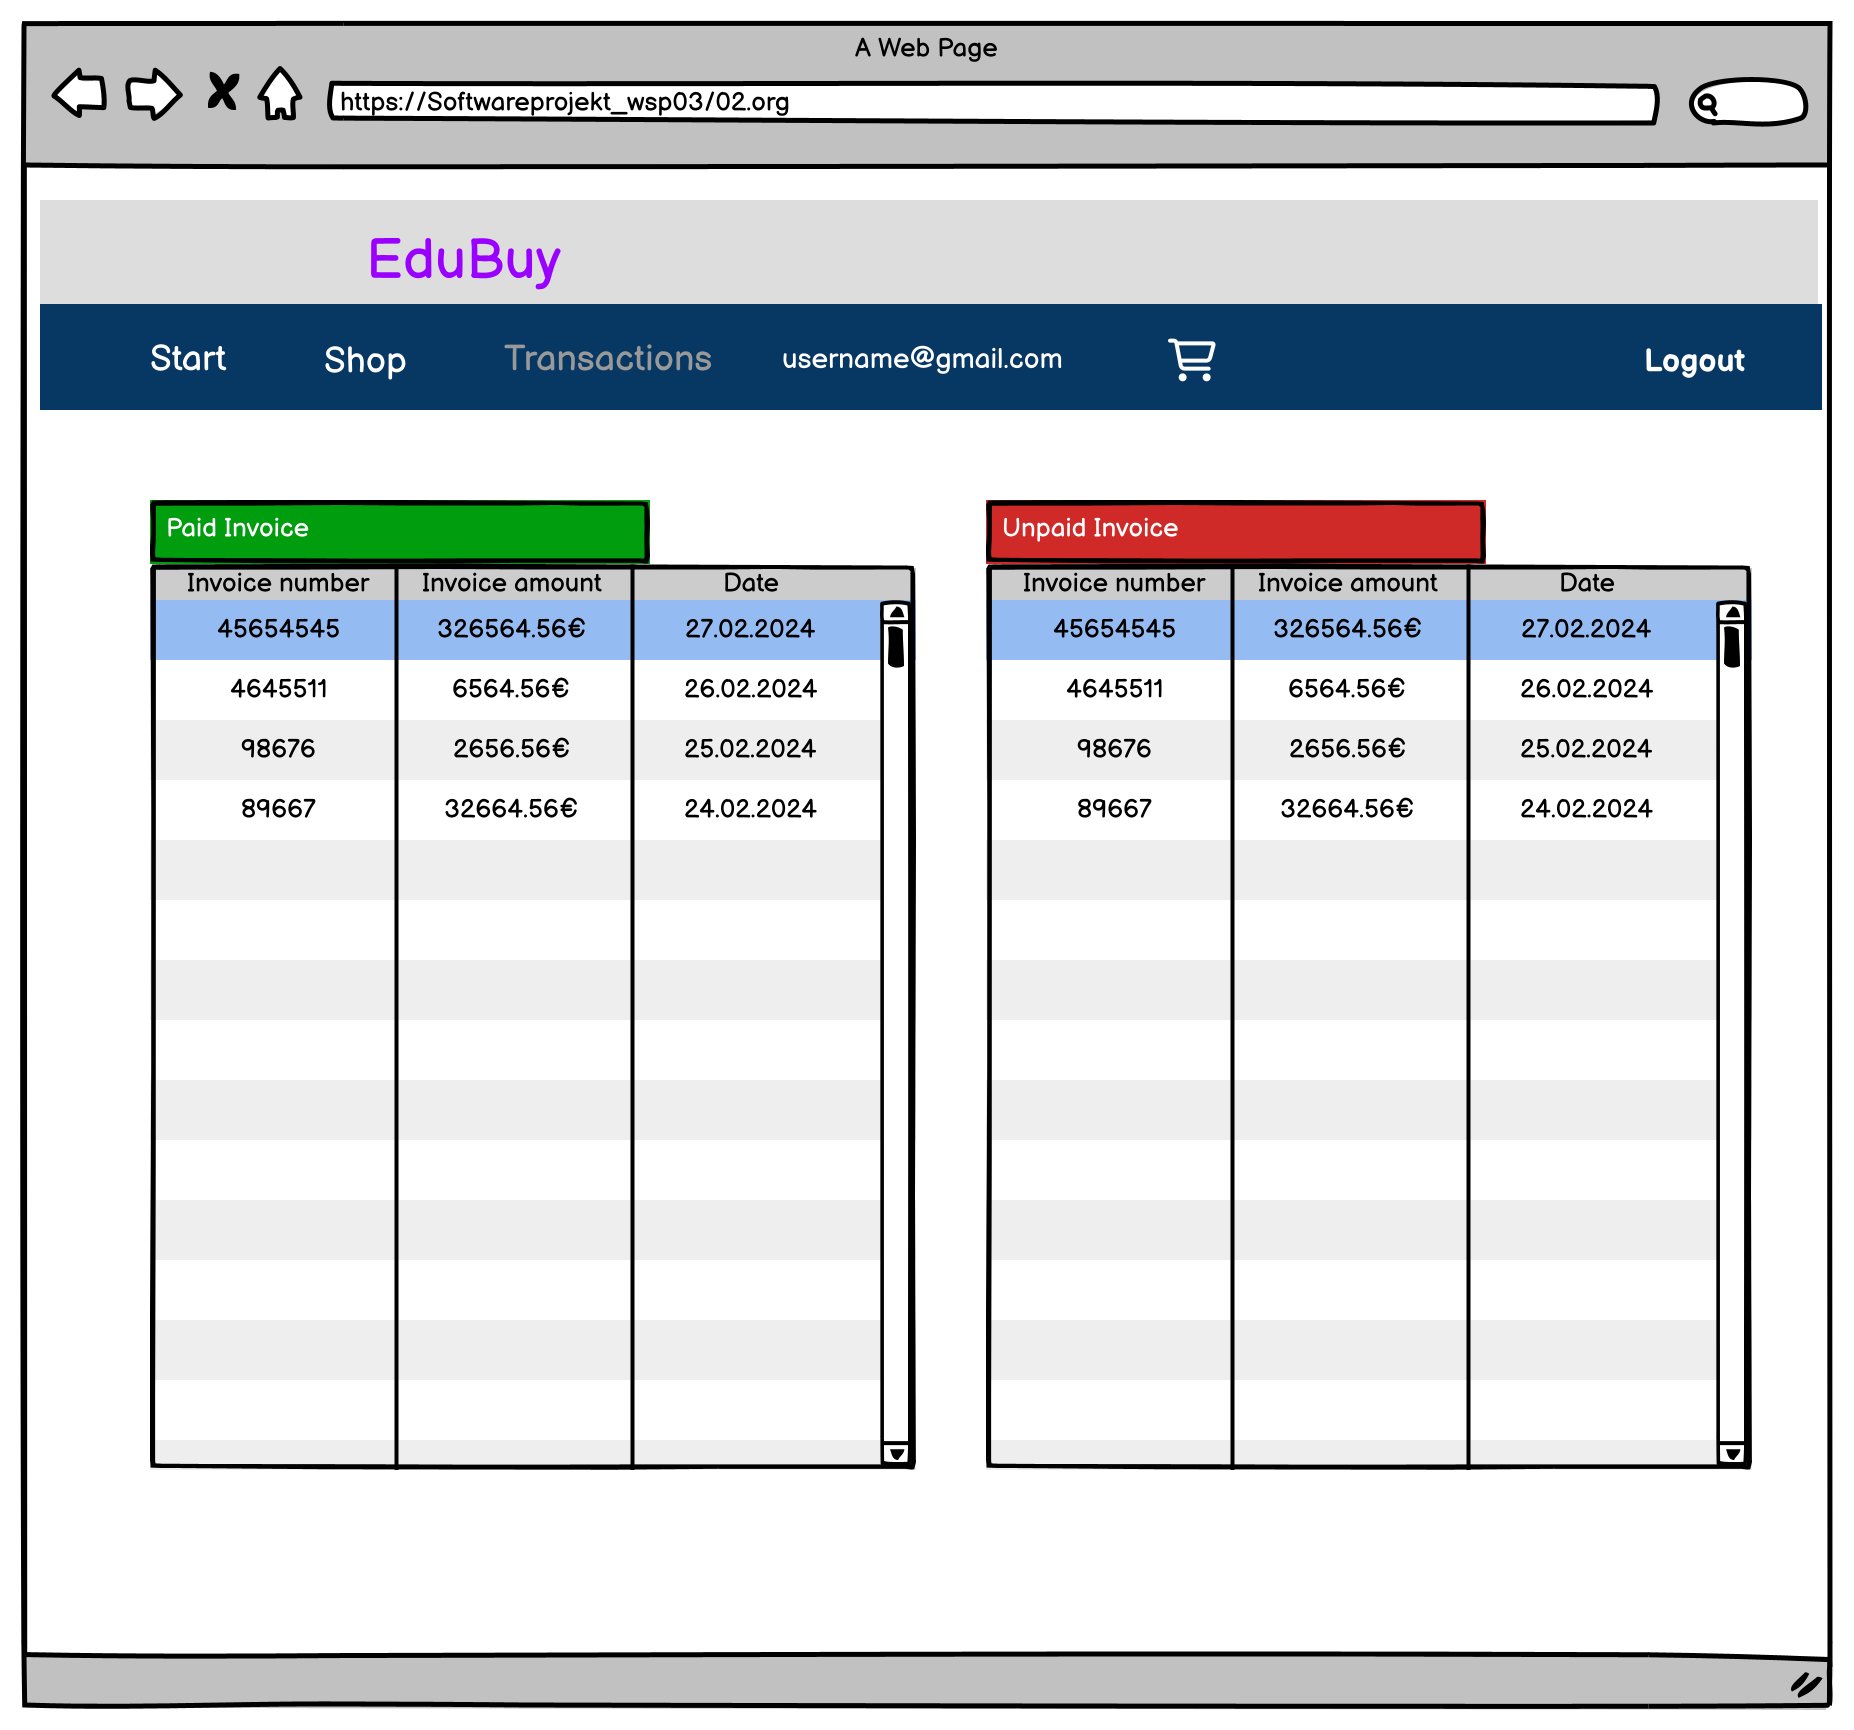 A Web Page
https://Softwareprojekt_wsp03/02.org
EduBuy
Start Shop Transactions username@gmail.com Logout
Paid Invoice
Invoice number Invoice amount Date
45654545 326564.56€ 27.02.2024
4645511 6564.56€ 26.02.2024
98676 2656.56€ 25.02.2024
89667 32664.56€ 24.02.2024
Unpaid Invoice
Invoice number Invoice amount Date
45654545 326564.56€ 27.02.2024
4645511 6564.56€ 26.02.2024
98676 2656.56€ 25.02.2024
89667 32664.56€ 24.02.2024